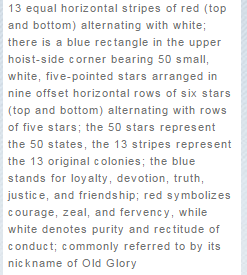 13 equal horizontal stripes of red (top
and bottom) alternating with white;
there is a blue rectangle in the upper
hoist-side corner bearing 50 small,
white, five-pointed stars arranged in
nine offset horizontal rows of six stars
(top and bottom) alternating with rows
of five stars; the 50 stars represent
the 50 states, the 13 stripes represent
the 13 original colonies; the blue
stands for loyalty, devotion, truth,
justice, and friendship; red symbolizes
courage, zeal, and fervency, while
white denotes purity and rectitude of
conduct; commonly referred to by its
nickname of Old Glory